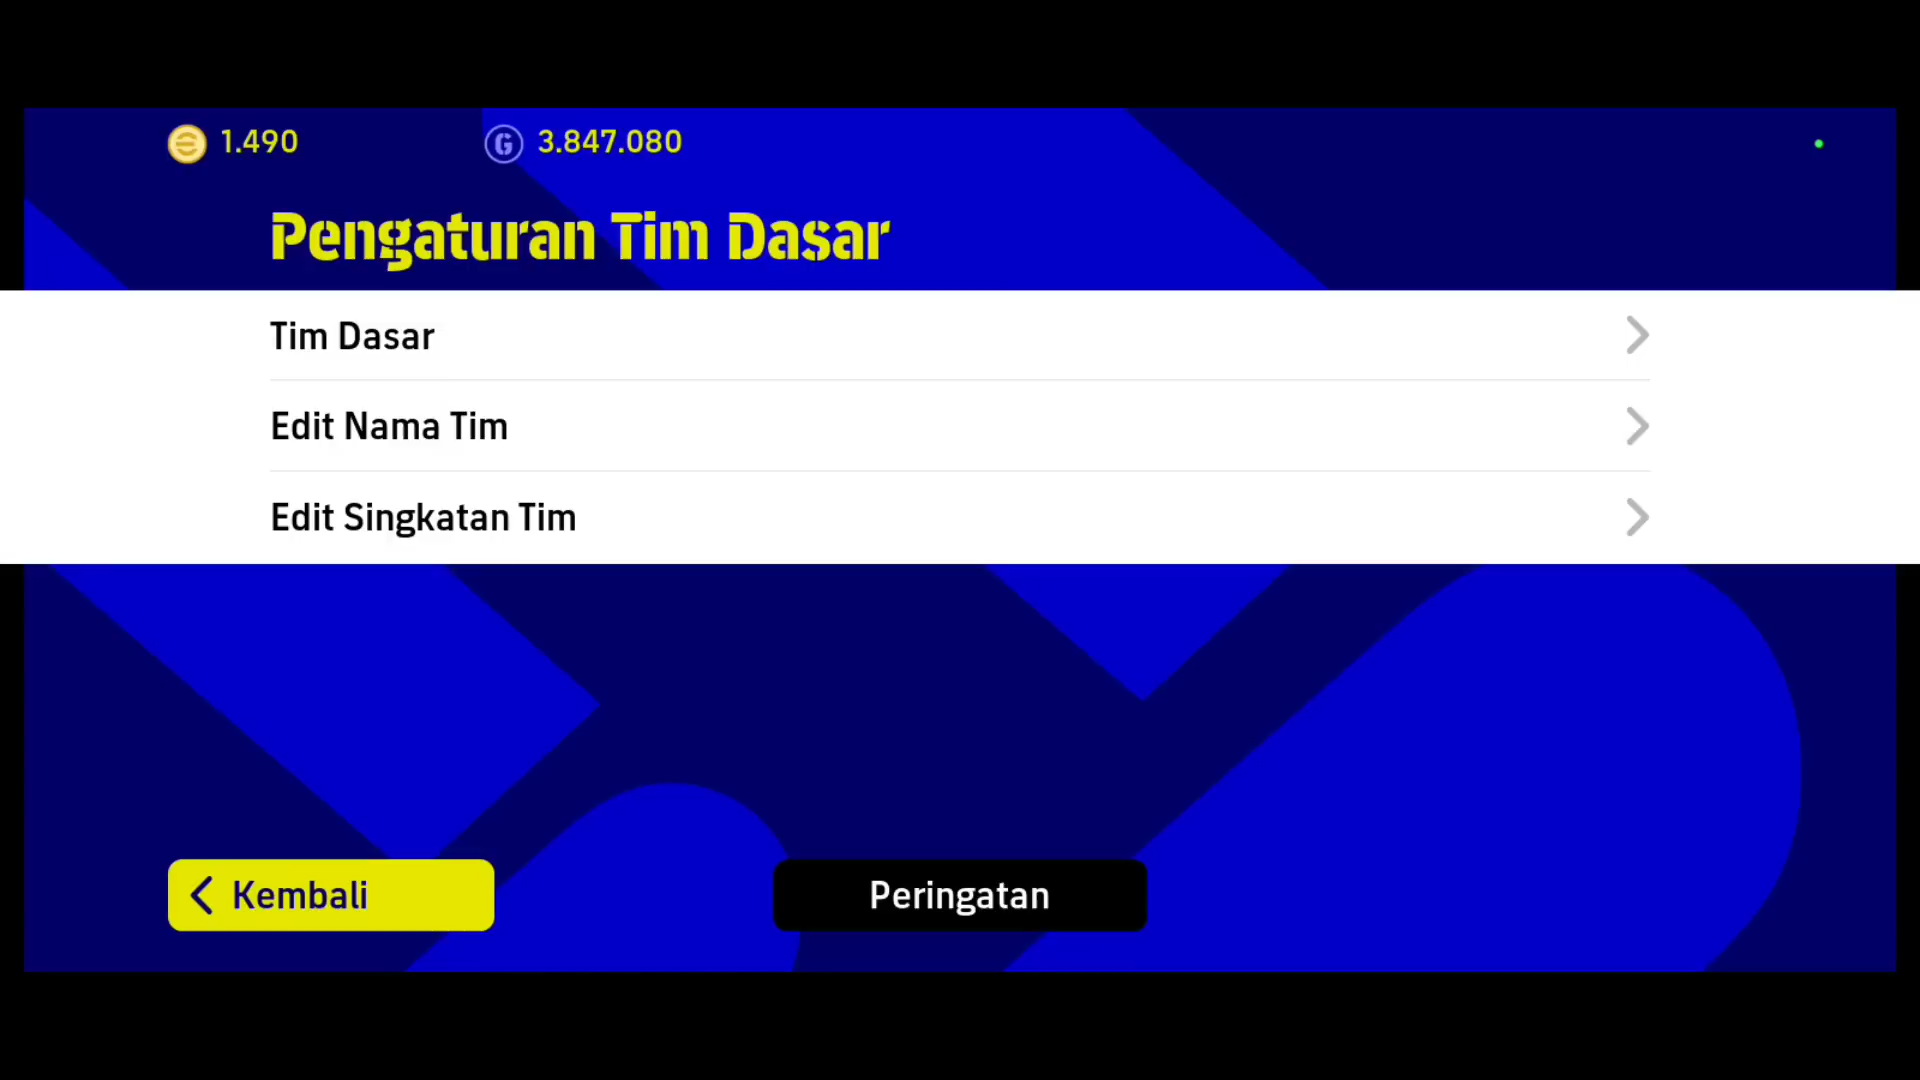 1.490
3.847.080
Pengaturan Tim Dasar
Tim Dasar
Edit Nama Tim
Edit Singkatan Tim
Kembali
Peringatan